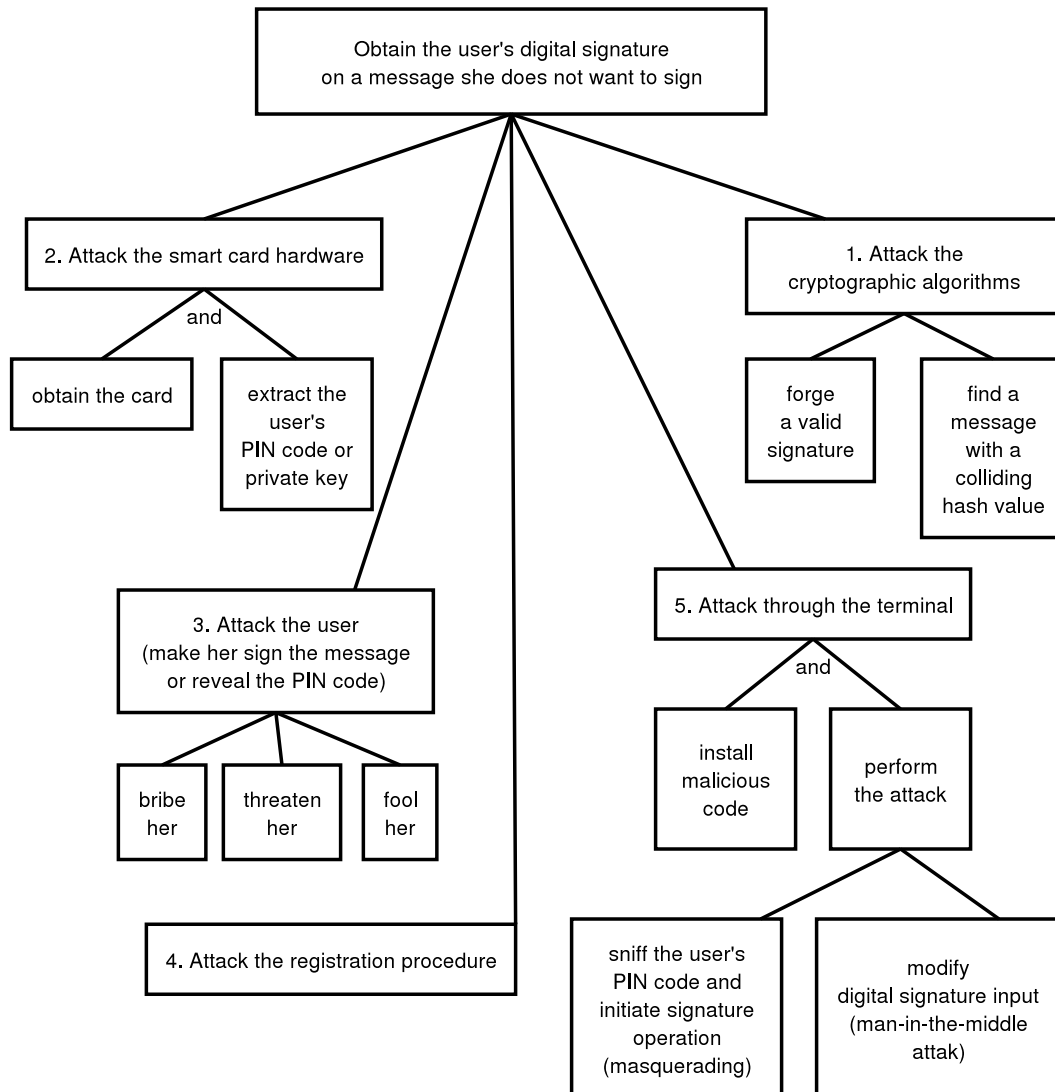 Obtain the user's digital signature
on a message she does not want to sign
2. Attack the smart card hardware
and
obtain the card
extract the
user's
PIN code or
private key
1. Attack the
cryptographic algorithms
forge
a valid
signature
find a
message
with a
colliding
hash value
3. Attack the user
(make her sign the message
or reveal the PIN code)
bribe
her
threaten
her
fool
her
4. Attack the registration procedure
5. Attack through the terminal
and
install
malicious
code
perform
the attack
sniff the user's
PIN code and
initiate signature
operation
(masquerading)
modify
digital signature input
(man-in-the-middle
attak)